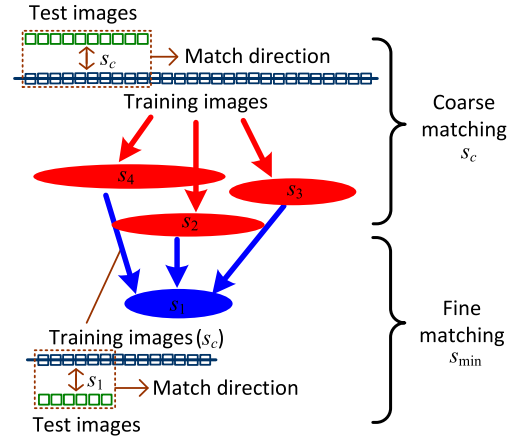 Test images
s_c
Match direction
Training images
Coarse
matching
s_c
s_4
s_3
s_2
s_1
Fine
matching
s_min
Training images (s_c)
s_1
Match direction
Test images